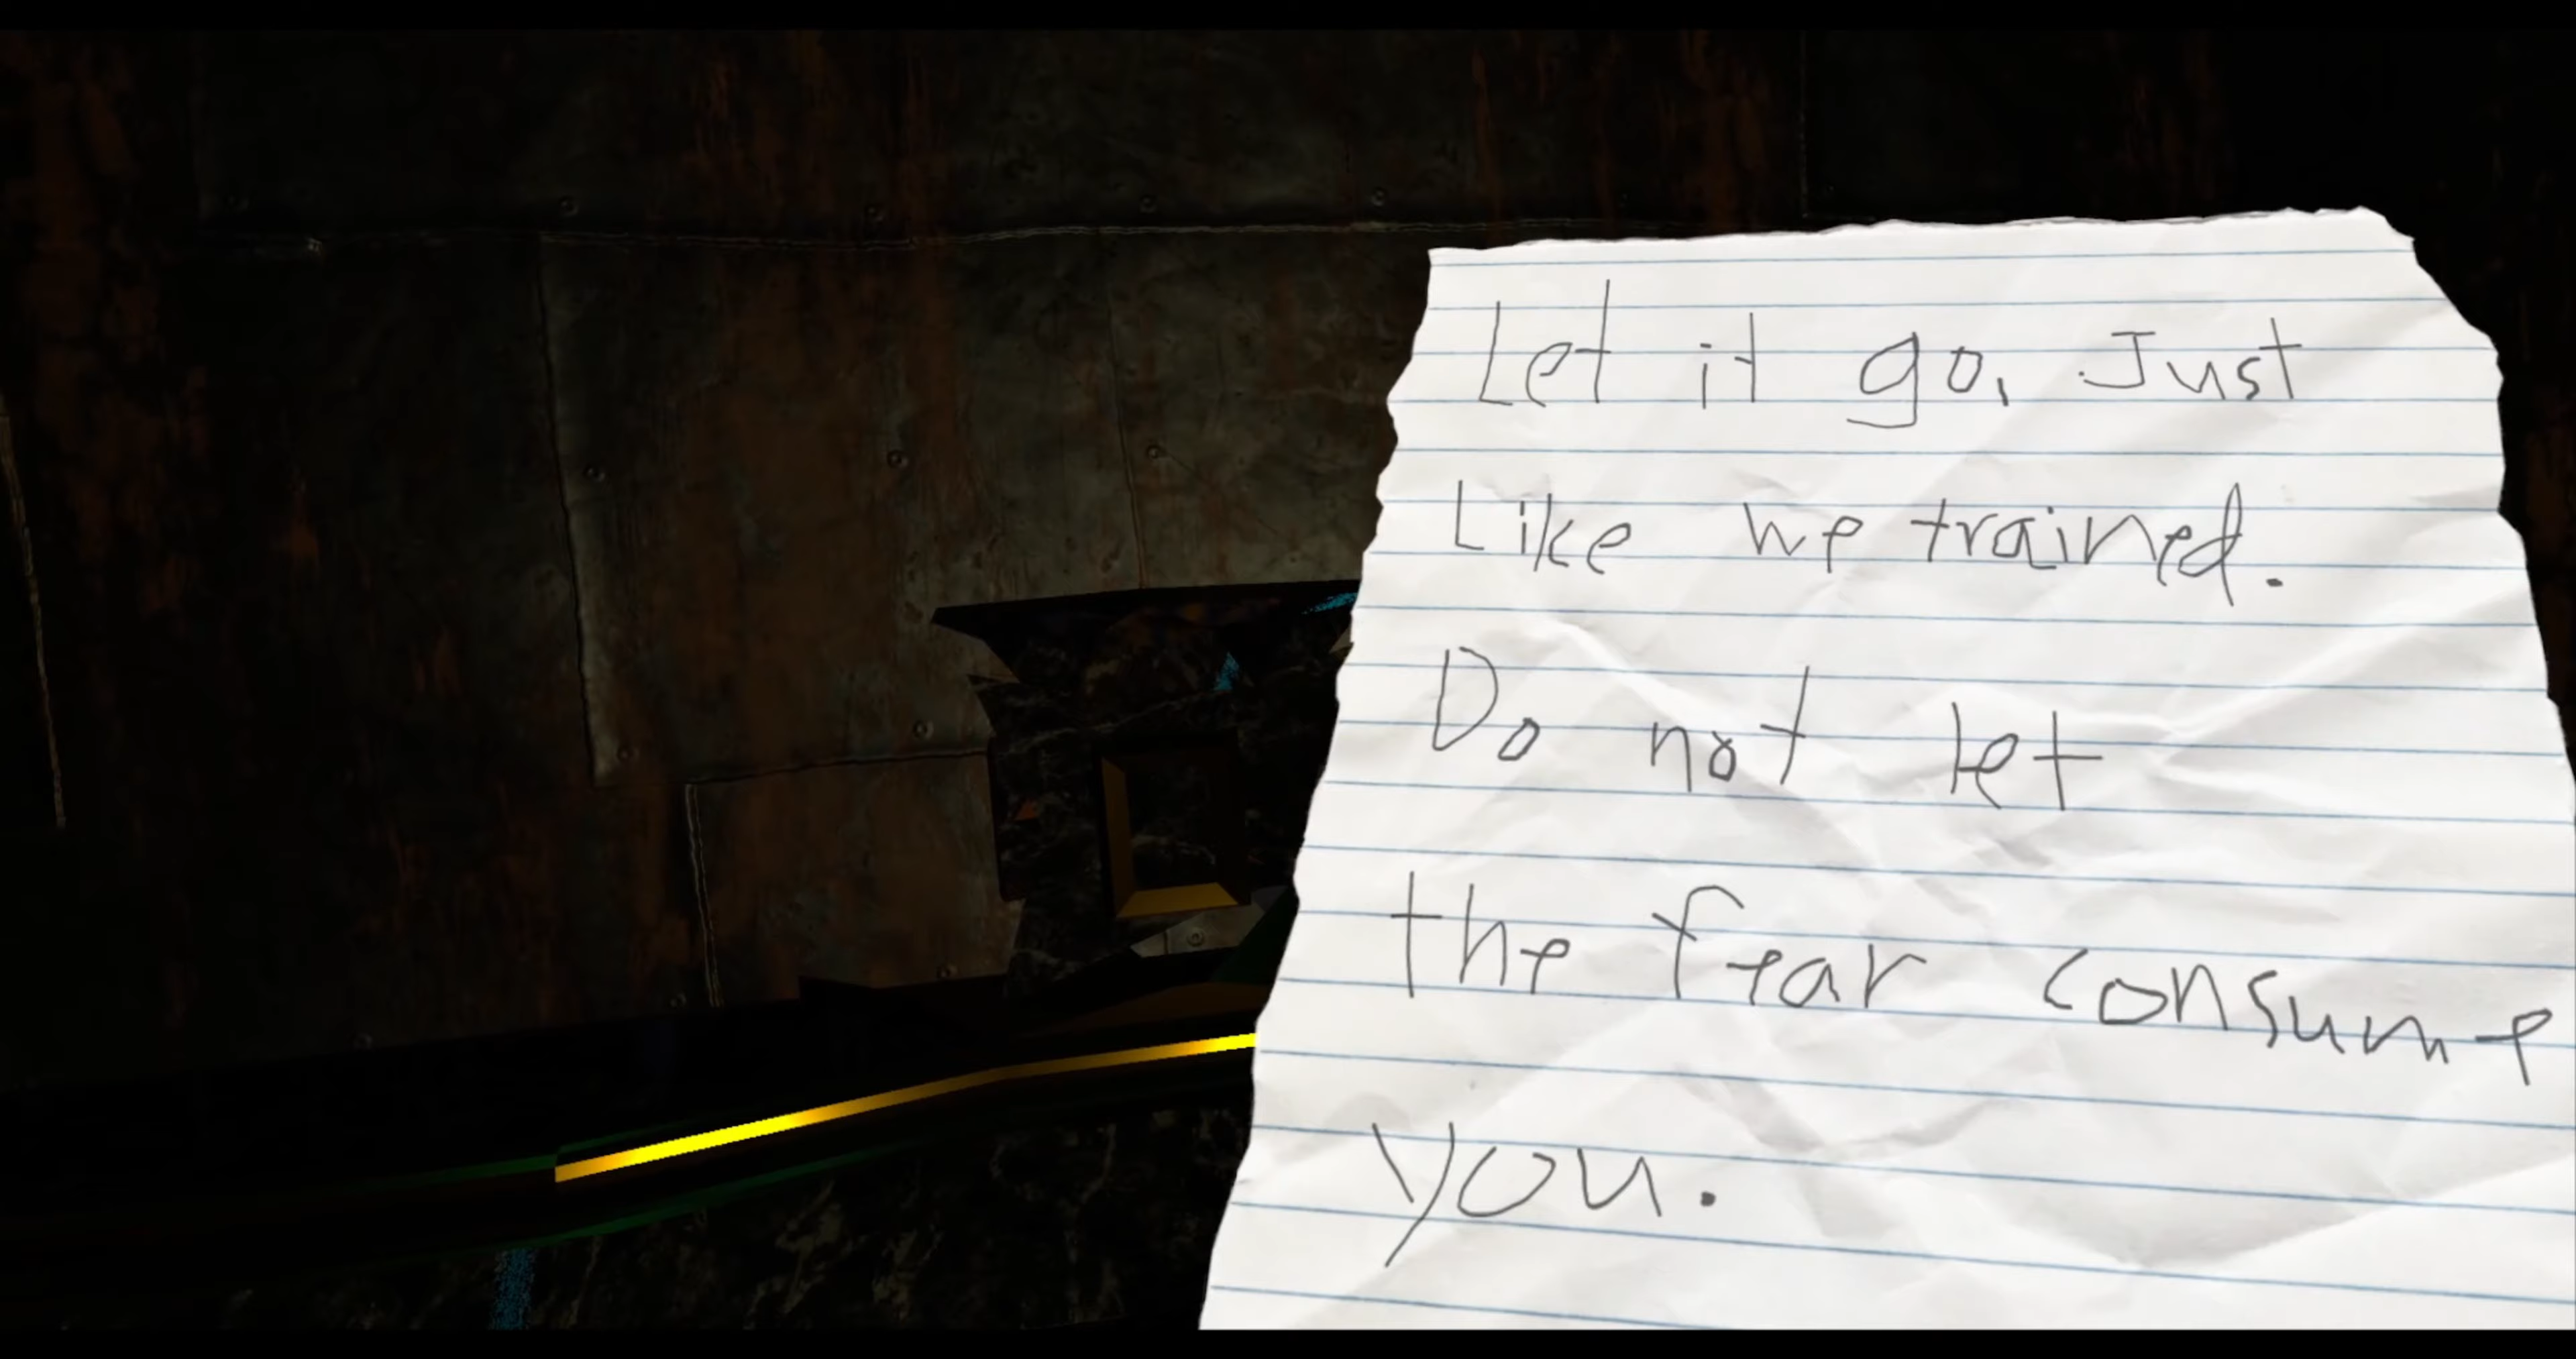 Let it go, Just
Like we trained.
Do not let
the fear consume
you.